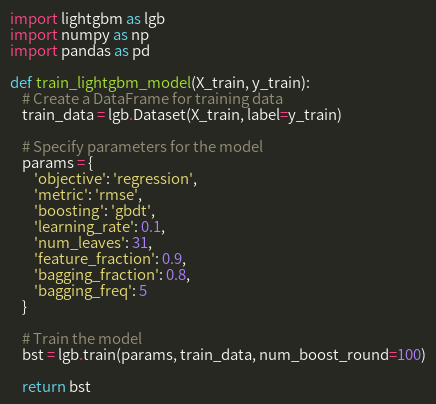 import lightgbm as lgb
import numpy as np
import pandas as pd

def train_lightgbm_model(X_train, y_train):
    # Create a DataFrame for training data
    train_data = lgb.Dataset(X_train, label=y_train)

    # Specify parameters for the model
    params = {
        'objective': 'regression',
        'metric': 'rmse',
        'boosting': 'gbdt',
        'learning_rate': 0.1,
        'num_leaves': 31,
        'feature_fraction': 0.9,
        'bagging_fraction': 0.8,
        'bagging_freq': 5
    }

    # Train the model
    bst = lgb.train(params, train_data, num_boost_round=100)

    return bst